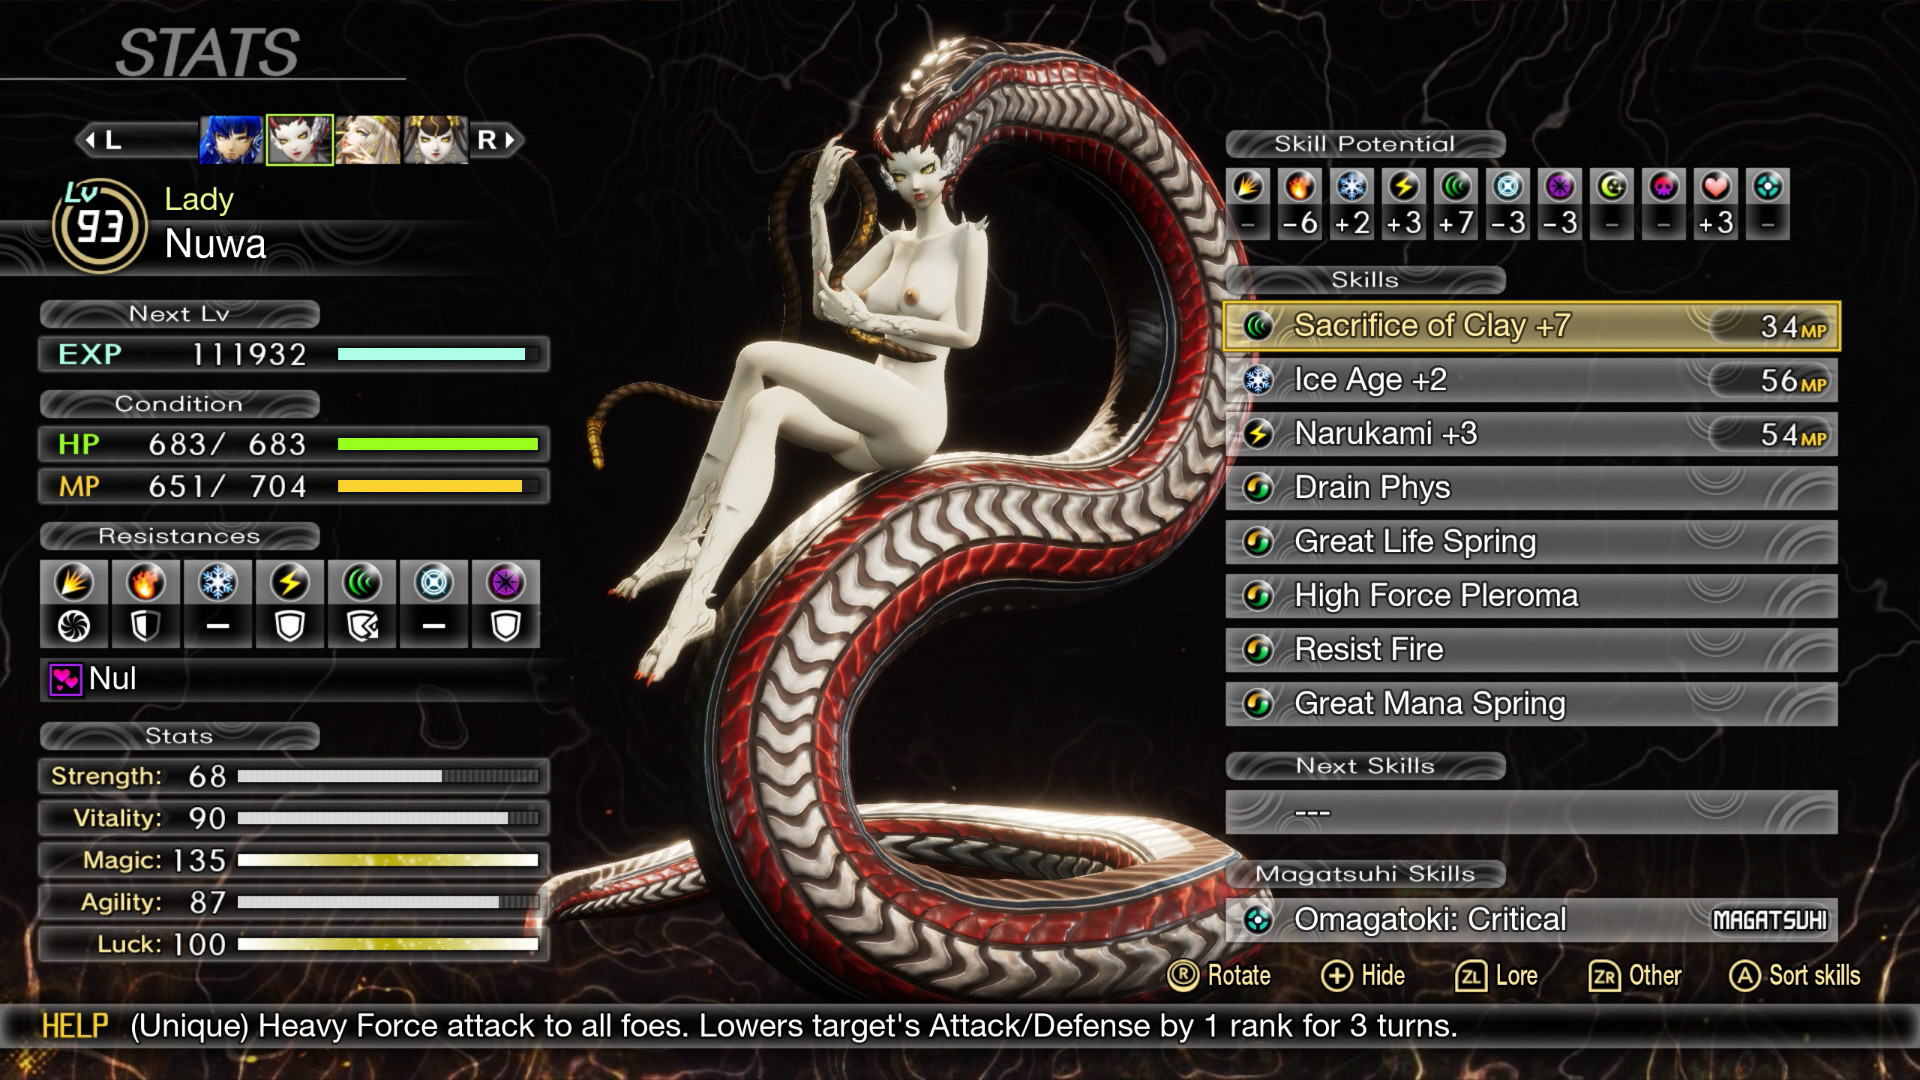 STATS
L
R
Lv
93
Lady
Nuwa
Next Lv
EXP 111932
Condition
HP 683/ 683
MP 651/ 704
Resistances
Nul
Stats
Strength: 68
Vitality: 90
Magic: 135
Agility: 87
Luck: 100
Skill Potential
– -6 +2 +3 +7 -3 -3 – – +3 –
Skills
Sacrifice of Clay +7 34MP
Ice Age +2 56MP
Narukami +3 54MP
Drain Phys
Great Life Spring
High Force Pleroma
Resist Fire
Great Mana Spring
Next Skills
---
Magatsuhi Skills
Omagatoki: Critical MAGATSUHI
R Rotate + Hide ZL Lore ZR Other A Sort skills
HELP (Unique) Heavy Force attack to all foes. Lowers target's Attack/Defense by 1 rank for 3 turns.